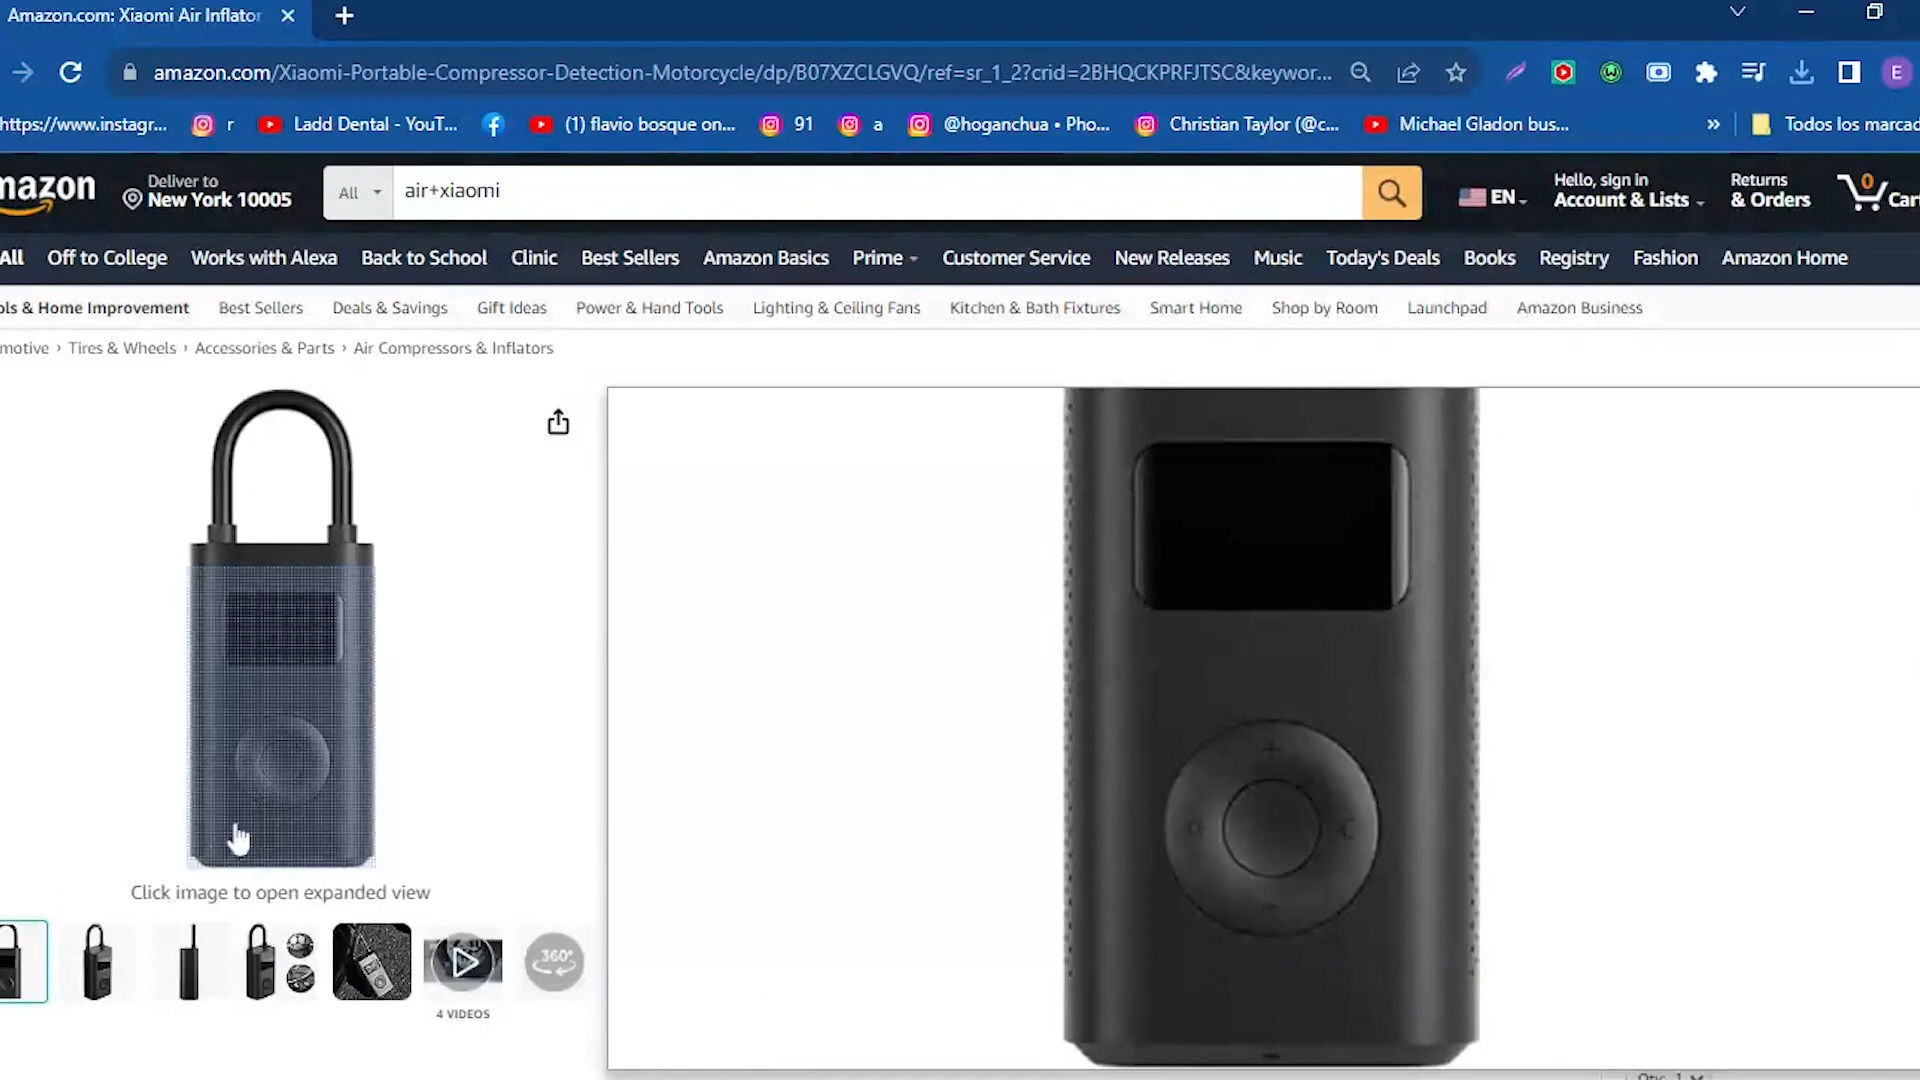 Amazon.com: Xiaomi Air Inflator
amazon.com/Xiaomi-Portable-Compressor-Detection-Motorcycle/dp/B07XZCLGVQ/ref=sr_1_2?crid=2BHQCKPRFJTSC&keywor...
E
https://www.instagr... r Ladd Dental - YouT... (1) flavio bosque on... 91 a @hoganchua • Pho... Christian Taylor (@c... Michael Gladon bus... » Todos los marcad
mazon
Deliver to
New York 10005
All
air+xiaomi
EN
Hello, sign in
Account & Lists
Returns
& Orders
0
Cart
All Off to College Works with Alexa Back to School Clinic Best Sellers Amazon Basics Prime Customer Service New Releases Music Today's Deals Books Registry Fashion Amazon Home
ols & Home Improvement Best Sellers Deals & Savings Gift Ideas Power & Hand Tools Lighting & Ceiling Fans Kitchen & Bath Fixtures Smart Home Shop by Room Launchpad Amazon Business
motive › Tires & Wheels › Accessories & Parts › Air Compressors & Inflators
Click image to open expanded view
360°
4 VIDEOS